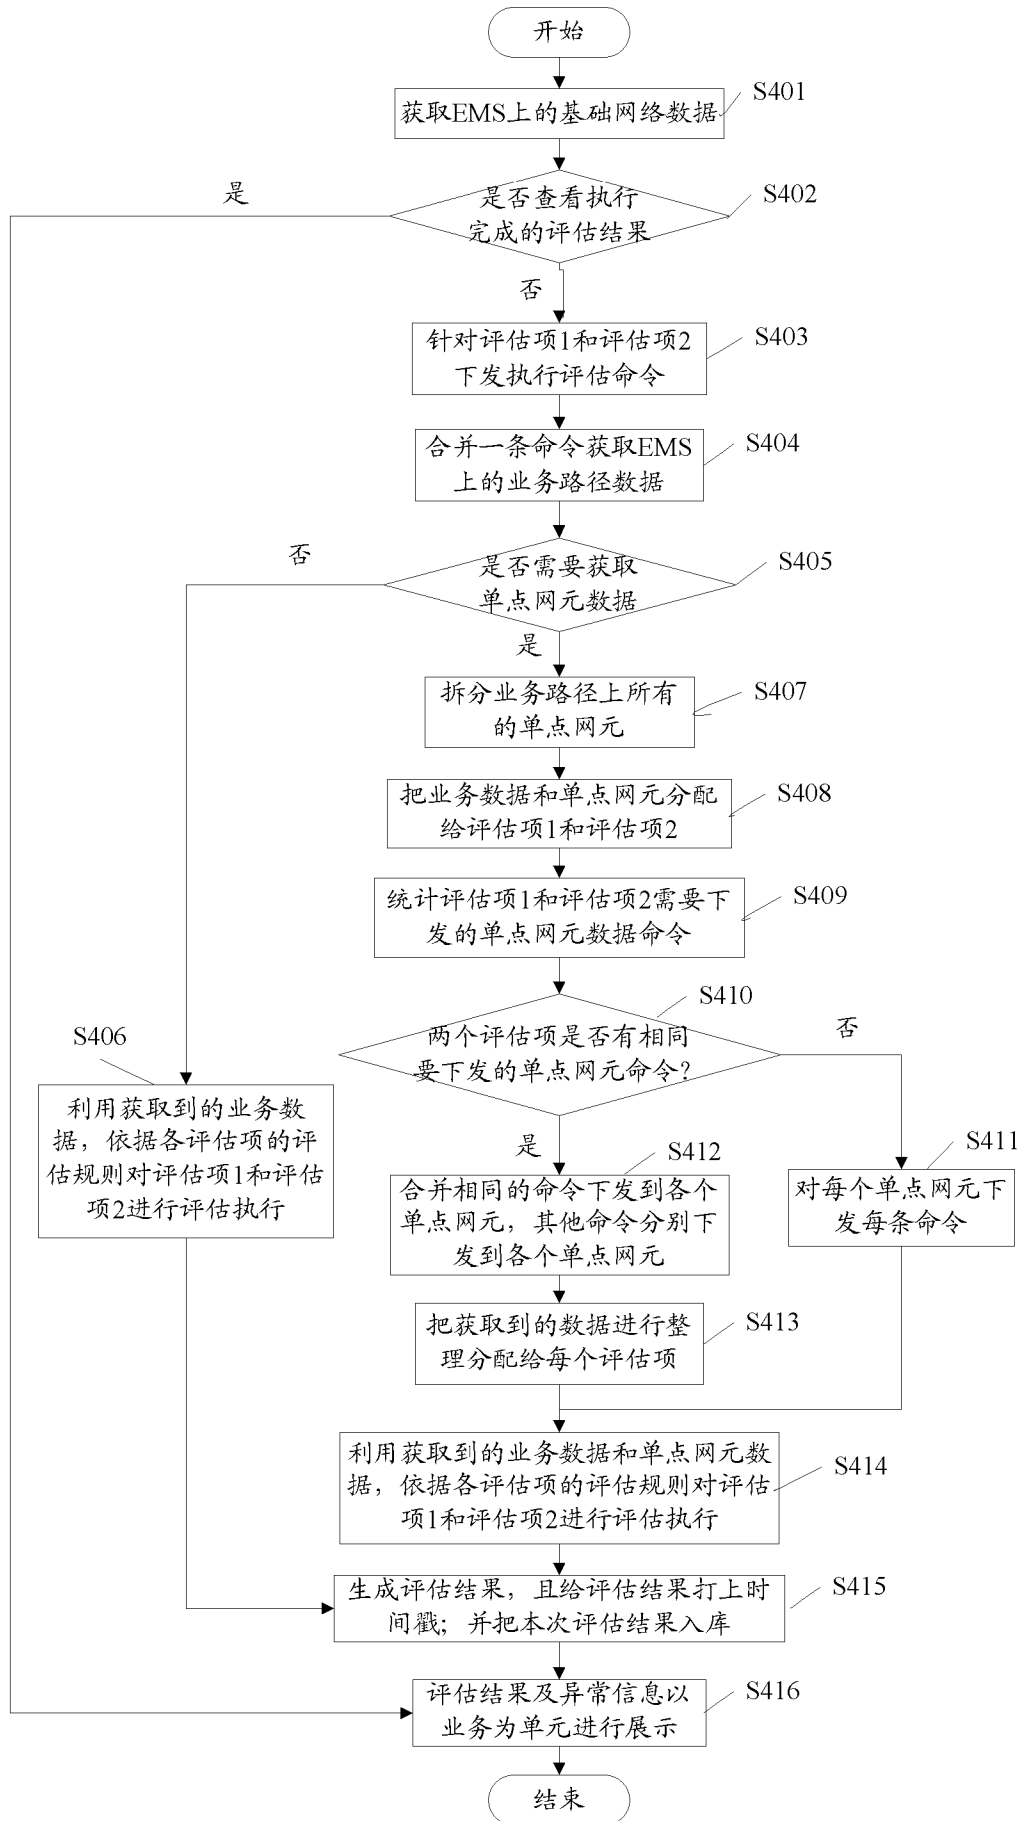 开始
S401
获取EMS上的基础网络数据
是
S402
是否查看执行
完成的评估结果
否
S403
针对评估项1和评估项2
下发执行评估命令
S404
合并一条命令获取EMS
上的业务路径数据
否
S405
是否需要获取
单点网元数据
是
S407
拆分业务路径上所有
的单点网元
S408
把业务数据和单点网元分配
给评估项1和评估项2
S409
统计评估项1和评估项2需要下
发的单点网元数据命令
S410
两个评估项是否有相同
要下发的单点网元命令？
否
S406
利用获取到的业务数
据，依据各评估项的评
估规则对评估项1和评估
项2进行评估执行
是
S412
合并相同的命令下发到各个
单点网元，其他命令分别下
发到各个单点网元
S411
对每个单点网元下
发每条命令
S413
把获取到的数据进行整
理分配给每个评估项
S414
利用获取到的业务数据和单点网元数
据，依据各评估项的评估规则对评估
项1和评估项2进行评估执行
S415
生成评估结果，且给评估结果打上时
间戳；并把本次评估结果入库
S416
评估结果及异常信息以
业务为单元进行展示
结束